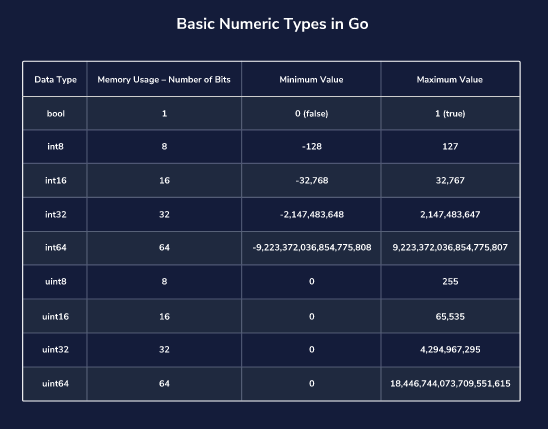 Basic Numeric Types in Go
Data Type Memory Usage – Number of Bits Minimum Value Maximum Value
bool 1 0 (false) 1 (true)
int8 8 -128 127
int16 16 -32,768 32,767
int32 32 -2,147,483,648 2,147,483,647
int64 64 -9,223,372,036,854,775,808 9,223,372,036,854,775,807
uint8 8 0 255
uint16 16 0 65,535
uint32 32 0 4,294,967,295
uint64 64 0 18,446,744,073,709,551,615